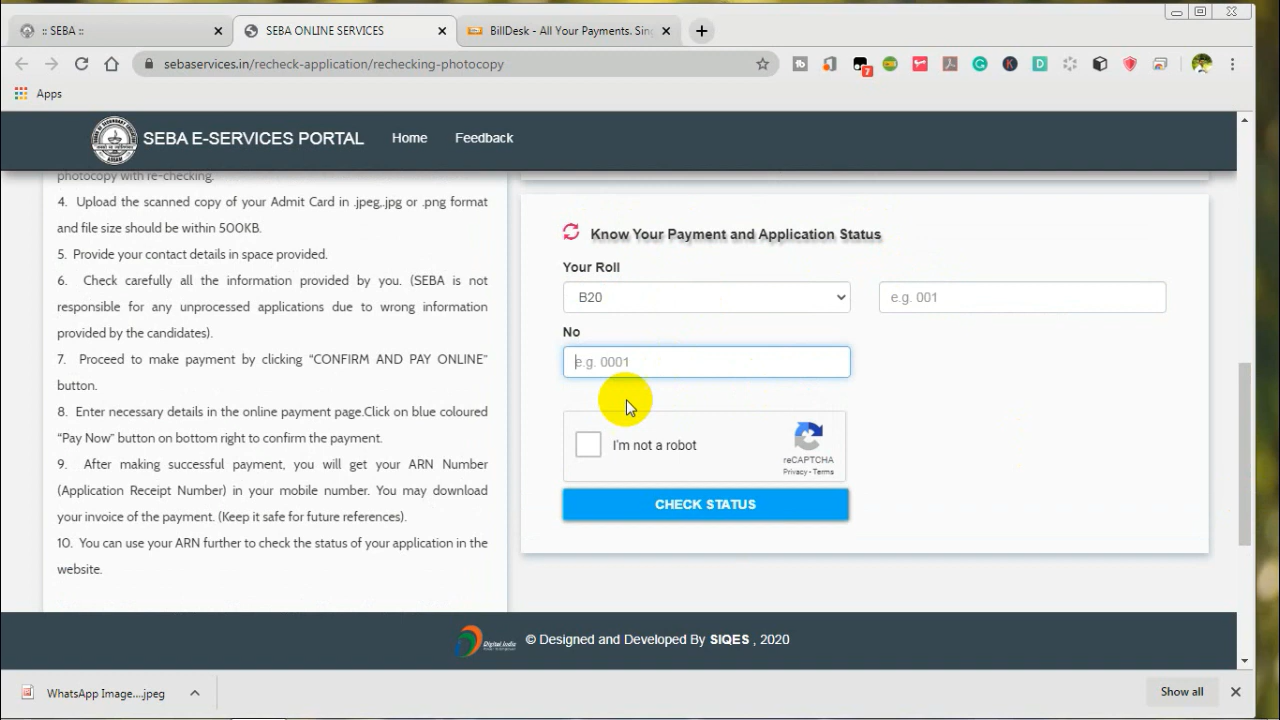 :: SEBA ::
SEBA ONLINE SERVICES
BillDesk - All Your Payments. Sin
sebaservices.in/recheck-application/rechecking-photocopy
7
Apps
SEBA E-SERVICES PORTAL
Home
Feedback
photocopy with re-checking.
4. Upload the scanned copy of your Admit Card in .jpeg,.jpg or .png format
and file size should be within 500KB.
5. Provide your contact details in space provided.
6. Check carefully all the information provided by you. (SEBA is not
responsible for any unprocessed applications due to wrong information
provided by the candidates).
7. Proceed to make payment by clicking "CONFIRM AND PAY ONLINE"
button.
8. Enter necessary details in the online payment page.Click on blue coloured
"Pay Now" button on bottom right to confirm the payment.
9. After making successful payment, you will get your ARN Number
(Application Receipt Number) in your mobile number. You may download
your invoice of the payment. (Keep it safe for future references).
10. You can use your ARN further to check the status of your application in the
website.
Know Your Payment and Application Status
Your Roll
B20
e.g. 001
No
e.g. 0001
I'm not a robot
reCAPTCHA
Privacy - Terms
CHECK STATUS
Digital India
© Designed and Developed By SIQES , 2020
WhatsApp Image....jpeg
Show all